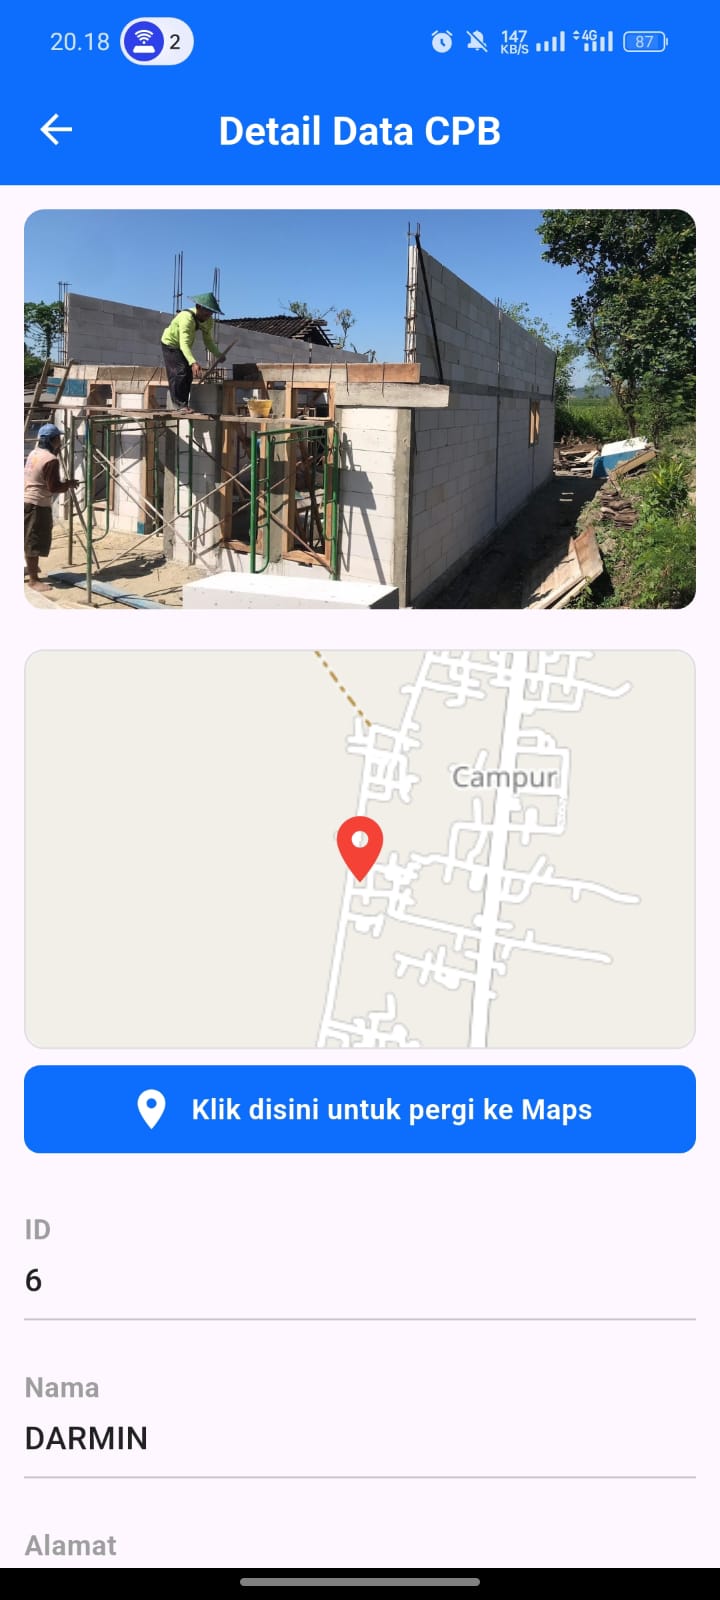 20.18 2 147 KB/S 4G 87
Detail Data CPB
Campur
Klik disini untuk pergi ke Maps
ID
6
Nama
DARMIN
Alamat